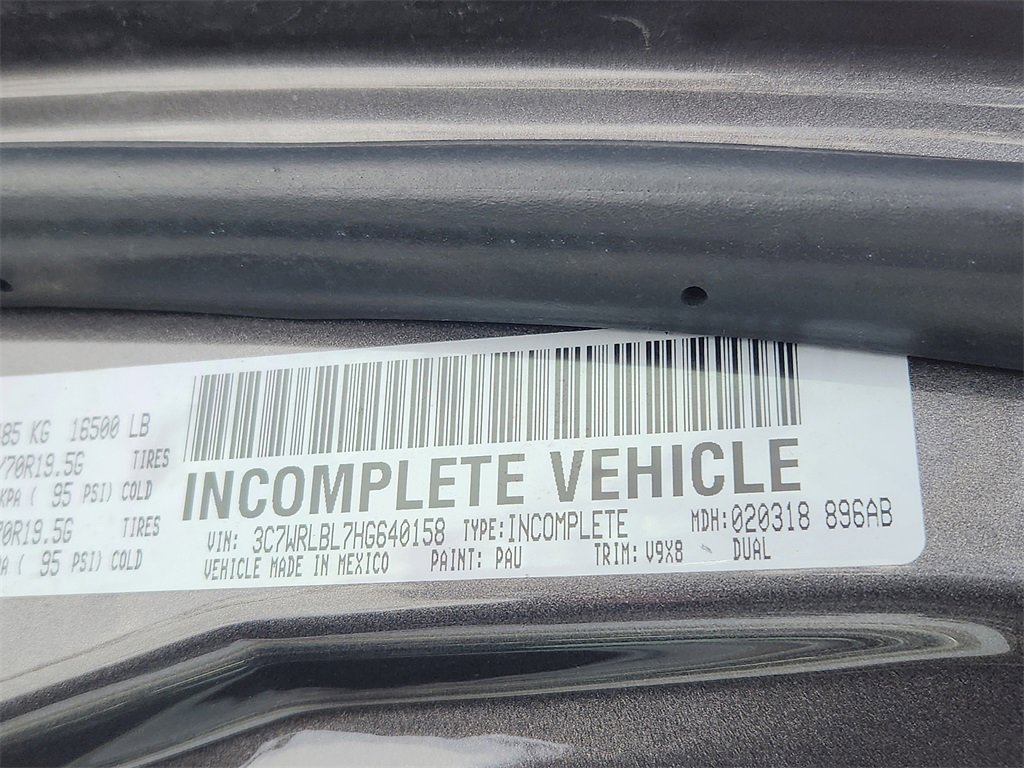 INCOMPLETE VEHICLE
85 KG 16500 LB
70R19.5G TIRES
KPA ( 95 PSI) COLD
70R19.5G TIRES
( 95 PSI) COLD
VIN: 3C7WRLBL7HG640158 TYPE:INCOMPLETE MDH:020318 896AB
VEHICLE MADE IN MEXICO PAINT: PAU TRIM: V9X8 DUAL